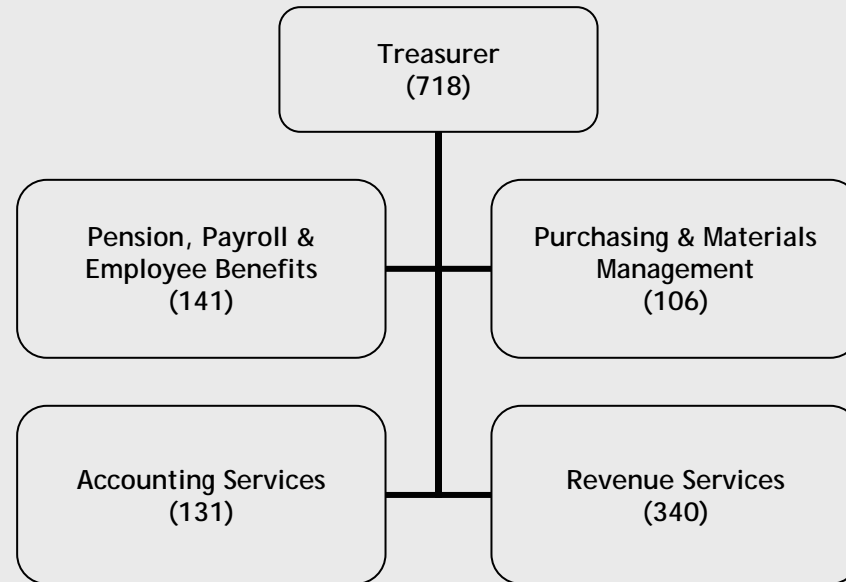 Treasurer
(718)
Pension, Payroll &
Employee Benefits
(141)
Purchasing & Materials
Management
(106)
Accounting Services
(131)
Revenue Services
(340)